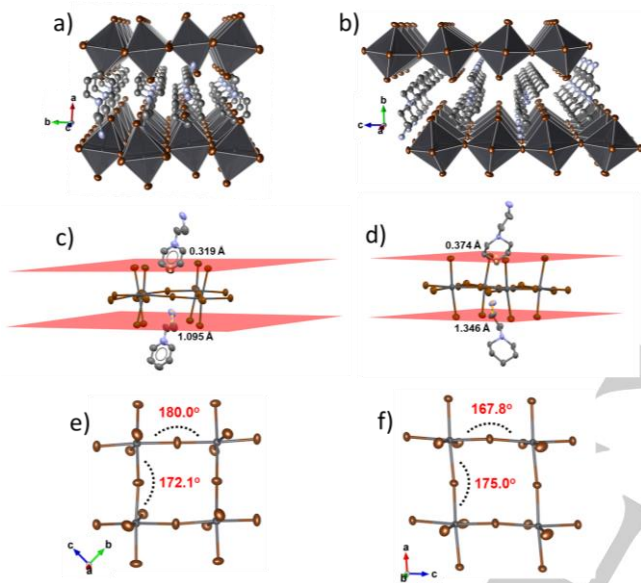 a)
b)
a
b
c
b
c
a
c)
d)
0.319 Å
0.374 Å
1.095 Å
1.346 Å
e)
f)
180.0°
167.8°
172.1°
175.0°
c
b
a
a
b
c